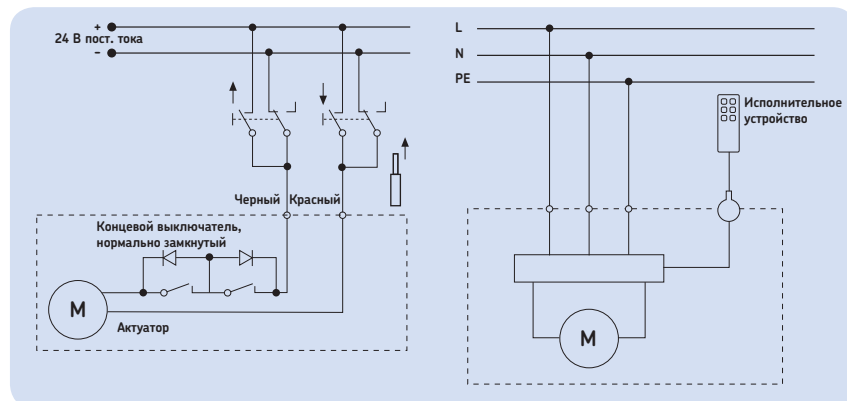 +
24 В пост. тока
–
Черный Красный
Концевой выключатель,
нормально замкнутый
M
Актуатор
L
N
PE
Исполнительное
устройство
M